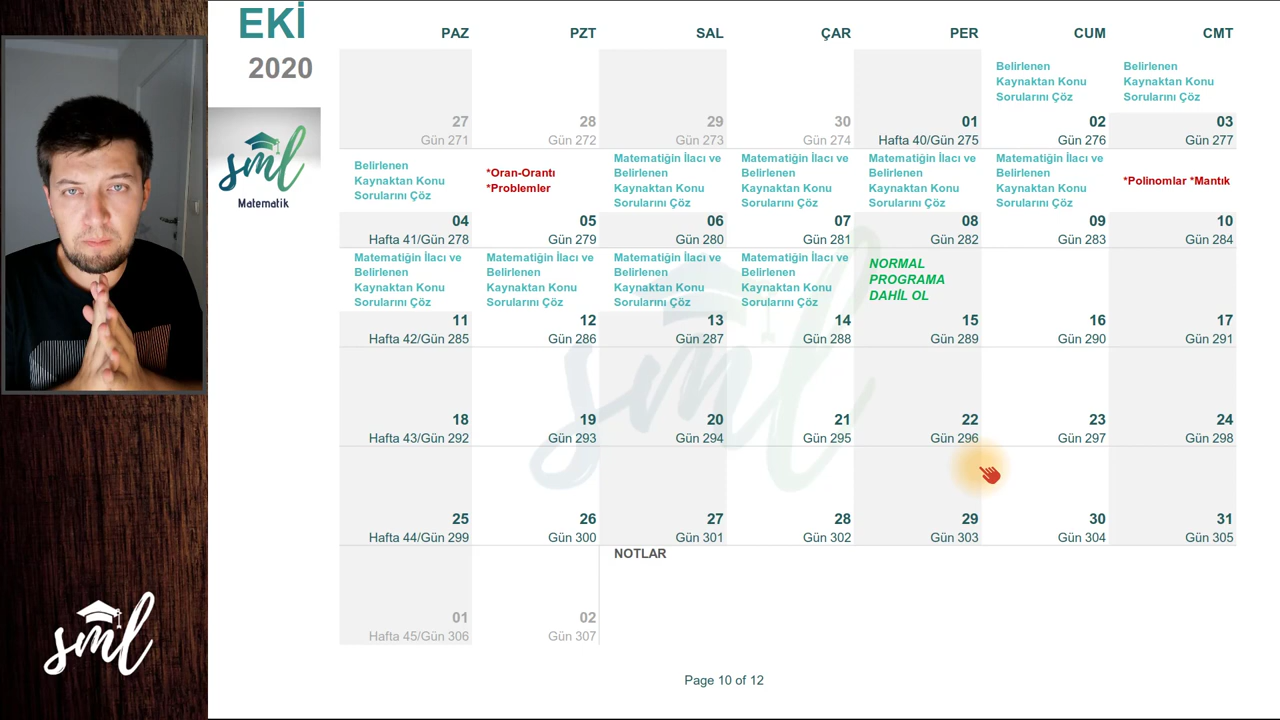 EKİ
2020
sml
Matematik
PAZ PZT SAL ÇAR PER CUM CMT
Belirlenen
Kaynaktan Konu
Sorularını Çöz
Belirlenen
Kaynaktan Konu
Sorularını Çöz
27 28 29 30 01 02 03
Gün 271 Gün 272 Gün 273 Gün 274 Hafta 40/Gün 275 Gün 276 Gün 277
Belirlenen
Kaynaktan Konu
Sorularını Çöz
*Oran-Orantı
*Problemler
Matematiğin İlacı ve
Belirlenen
Kaynaktan Konu
Sorularını Çöz
Matematiğin İlacı ve
Belirlenen
Kaynaktan Konu
Sorularını Çöz
Matematiğin İlacı ve
Belirlenen
Kaynaktan Konu
Sorularını Çöz
Matematiğin İlacı ve
Belirlenen
Kaynaktan Konu
Sorularını Çöz
*Polinomlar *Mantık
04 05 06 07 08 09 10
Hafta 41/Gün 278 Gün 279 Gün 280 Gün 281 Gün 282 Gün 283 Gün 284
Matematiğin İlacı ve
Belirlenen
Kaynaktan Konu
Sorularını Çöz
Matematiğin İlacı ve
Belirlenen
Kaynaktan Konu
Sorularını Çöz
Matematiğin İlacı ve
Belirlenen
Kaynaktan Konu
Sorularını Çöz
Matematiğin İlacı ve
Belirlenen
Kaynaktan Konu
Sorularını Çöz
NORMAL
PROGRAMA
DAHİL OL
11 12 13 14 15 16 17
Hafta 42/Gün 285 Gün 286 Gün 287 Gün 288 Gün 289 Gün 290 Gün 291
18 19 20 21 22 23 24
Hafta 43/Gün 292 Gün 293 Gün 294 Gün 295 Gün 296 Gün 297 Gün 298
sml
25 26 27 28 29 30 31
Hafta 44/Gün 299 Gün 300 Gün 301 Gün 302 Gün 303 Gün 304 Gün 305
NOTLAR
01 02
Hafta 45/Gün 306 Gün 307
sml
Page 10 of 12